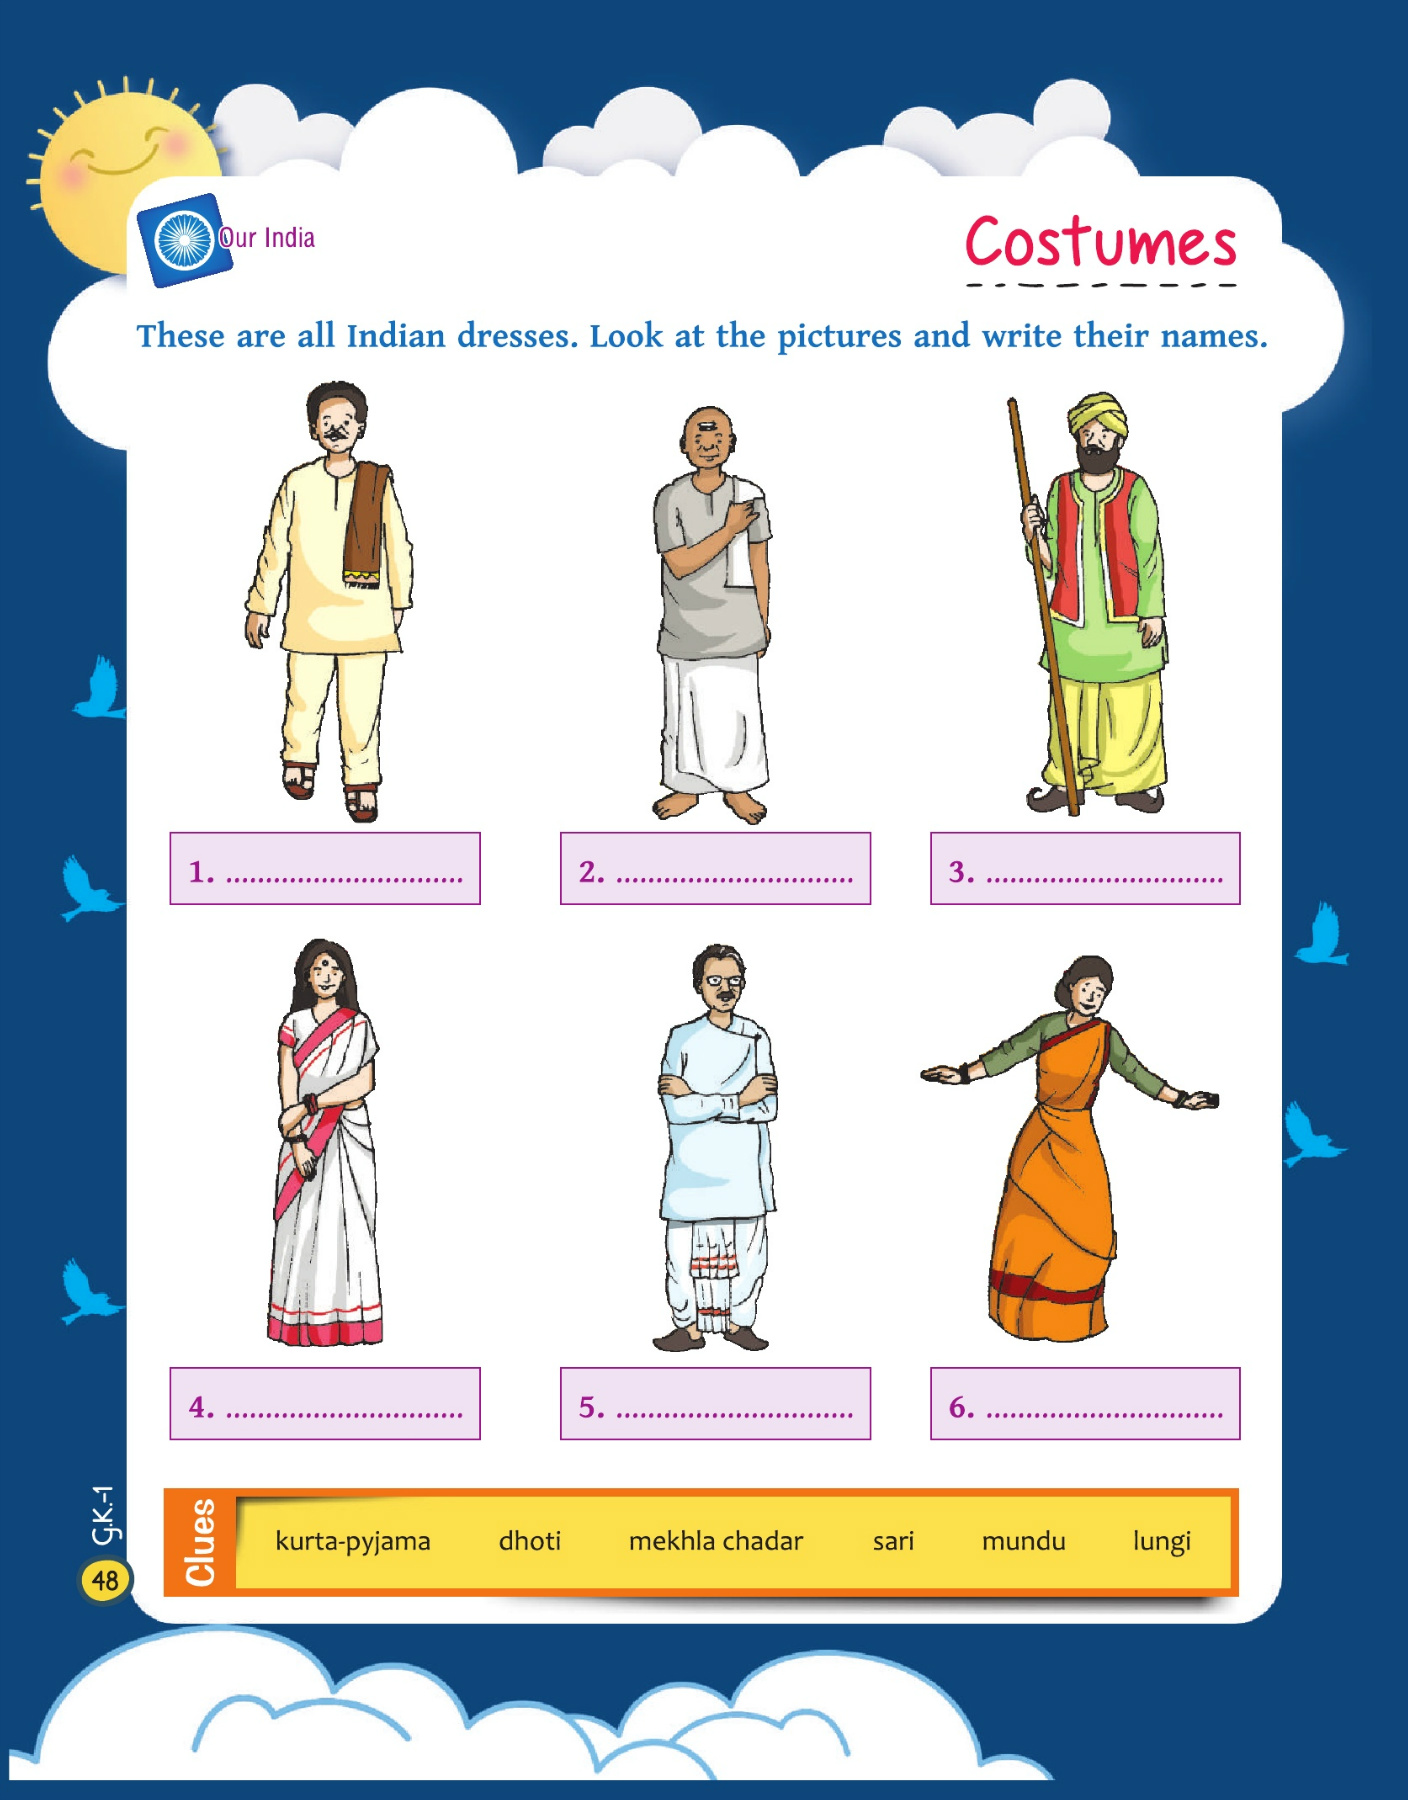 Our India
Costumes
These are all Indian dresses. Look at the pictures and write their names.
1. ..............................
2. ..............................
3. ..............................
4. ..............................
5. ..............................
6. ..............................
Clues
kurta-pyjama dhoti mekhla chadar sari mundu lungi
G.K.-1
48